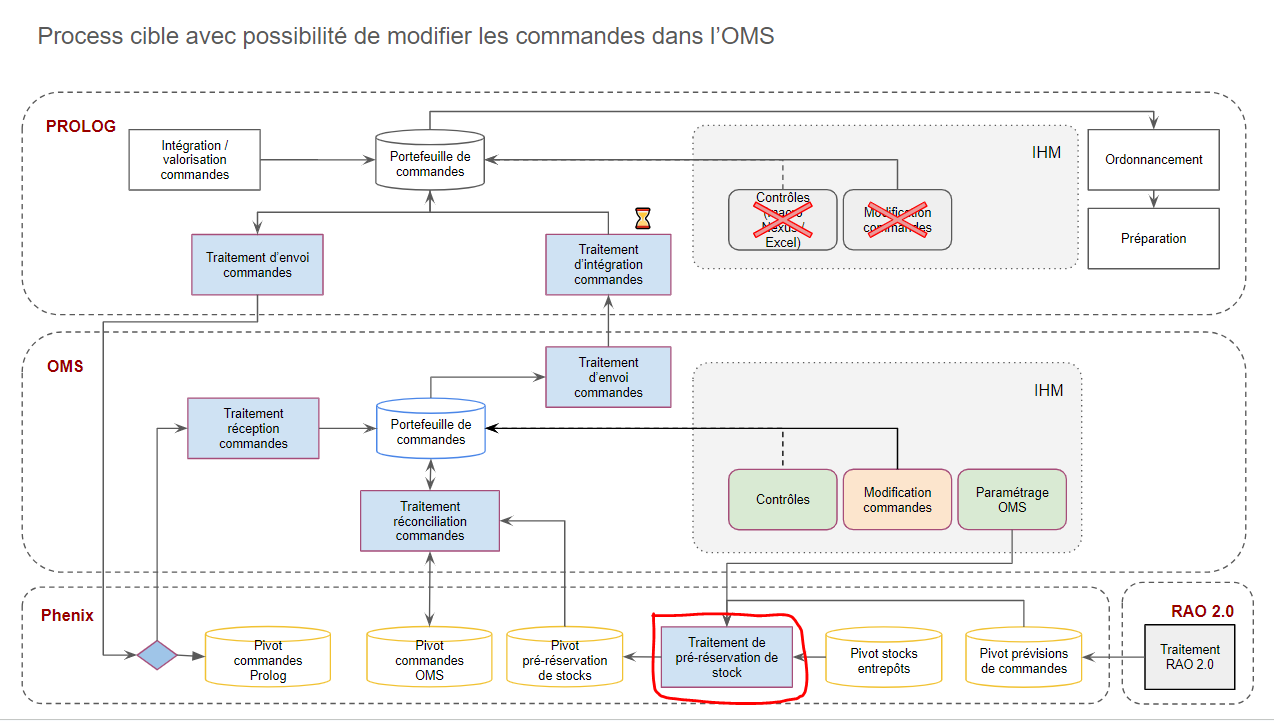 Process cible avec possibilité de modifier les commandes dans l'OMS
PROLOG
Intégration /
valorisation
commandes
Portefeuille de
commandes
IHM
Contrôles
(macro
Nexus /
Excel)
Modification
commandes
Ordonnancement
Préparation
Traitement d'envoi
commandes
Traitement
d'intégration
commandes
OMS
Traitement
d'envoi
commandes
Traitement
réception
commandes
Portefeuille de
commandes
Traitement
réconciliation
commandes
IHM
Contrôles
Modification
commandes
Paramétrage
OMS
Phenix
Pivot
commandes
Prolog
Pivot
commandes
OMS
Pivot
pré-réservation
de stocks
Traitement de
pré-réservation de
stock
Pivot stocks
entrepôts
Pivot prévisions
de commandes
RAO 2.0
Traitement
RAO 2.0